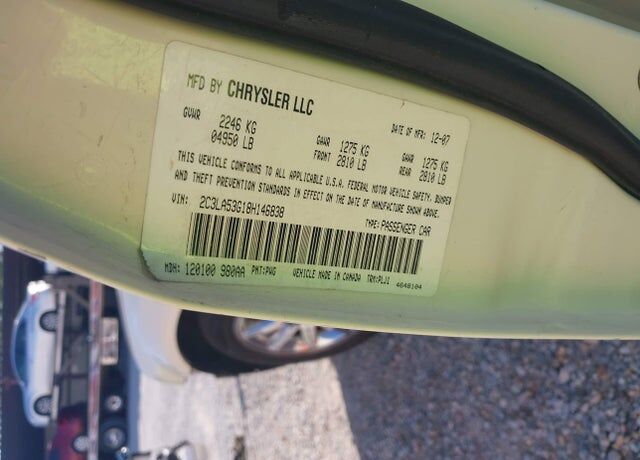 MFD BY CHRYSLER LLC
DATE OF MFR: 12-07
GVWR 2246 KG 04950 LB
GAWR FRONT 1275 KG 2810 LB
GAWR REAR 1275 KG 2810 LB
THIS VEHICLE CONFORMS TO ALL APPLICABLE U.S.A. FEDERAL MOTOR VEHICLE SAFETY, BUMPER
AND THEFT PREVENTION STANDARDS IN EFFECT ON THE DATE OF MANUFACTURE SHOWN ABOVE.
VIN: 2C3LA53G18H146838 TYPE: PASSENGER CAR
MDH: 120100 980AA PNT: PWG VEHICLE MADE IN CANADA TRM: PLJ1 4648104